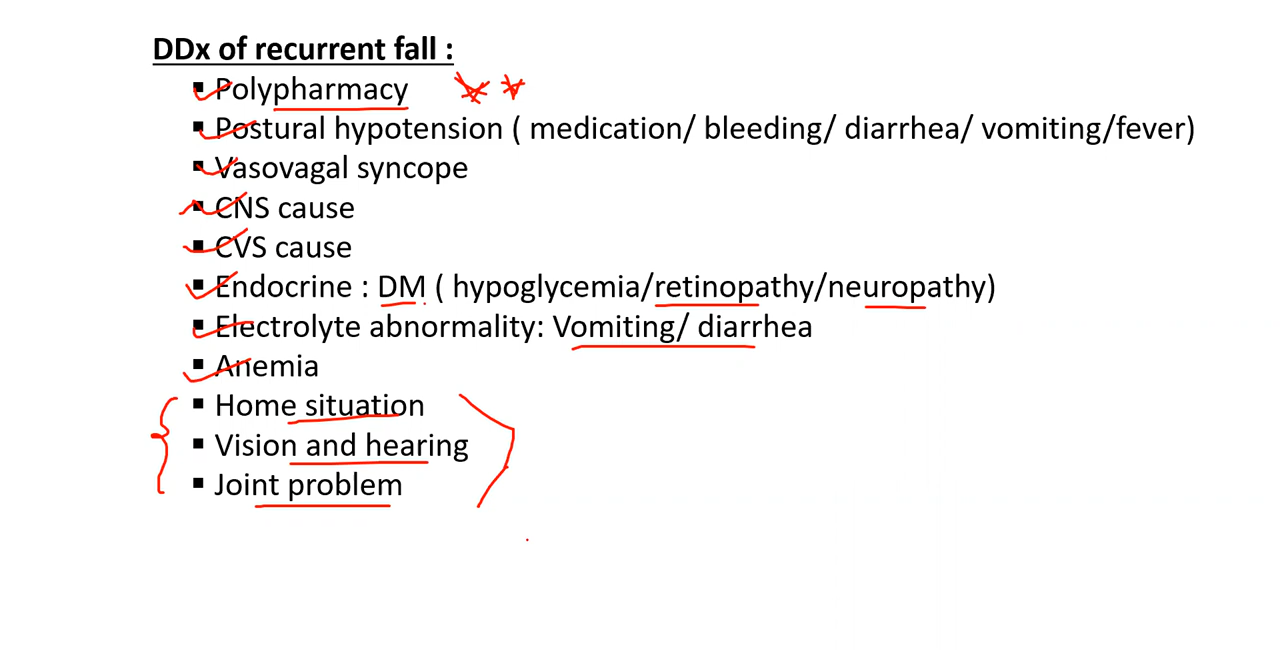 DDx of recurrent fall :
▪ Polypharmacy
▪ Postural hypotension ( medication/ bleeding/ diarrhea/ vomiting/fever)
▪ Vasovagal syncope
▪ CNS cause
▪ CVS cause
▪ Endocrine : DM ( hypoglycemia/retinopathy/neuropathy)
▪ Electrolyte abnormality: Vomiting/ diarrhea
▪ Anemia
▪ Home situation
▪ Vision and hearing
▪ Joint problem